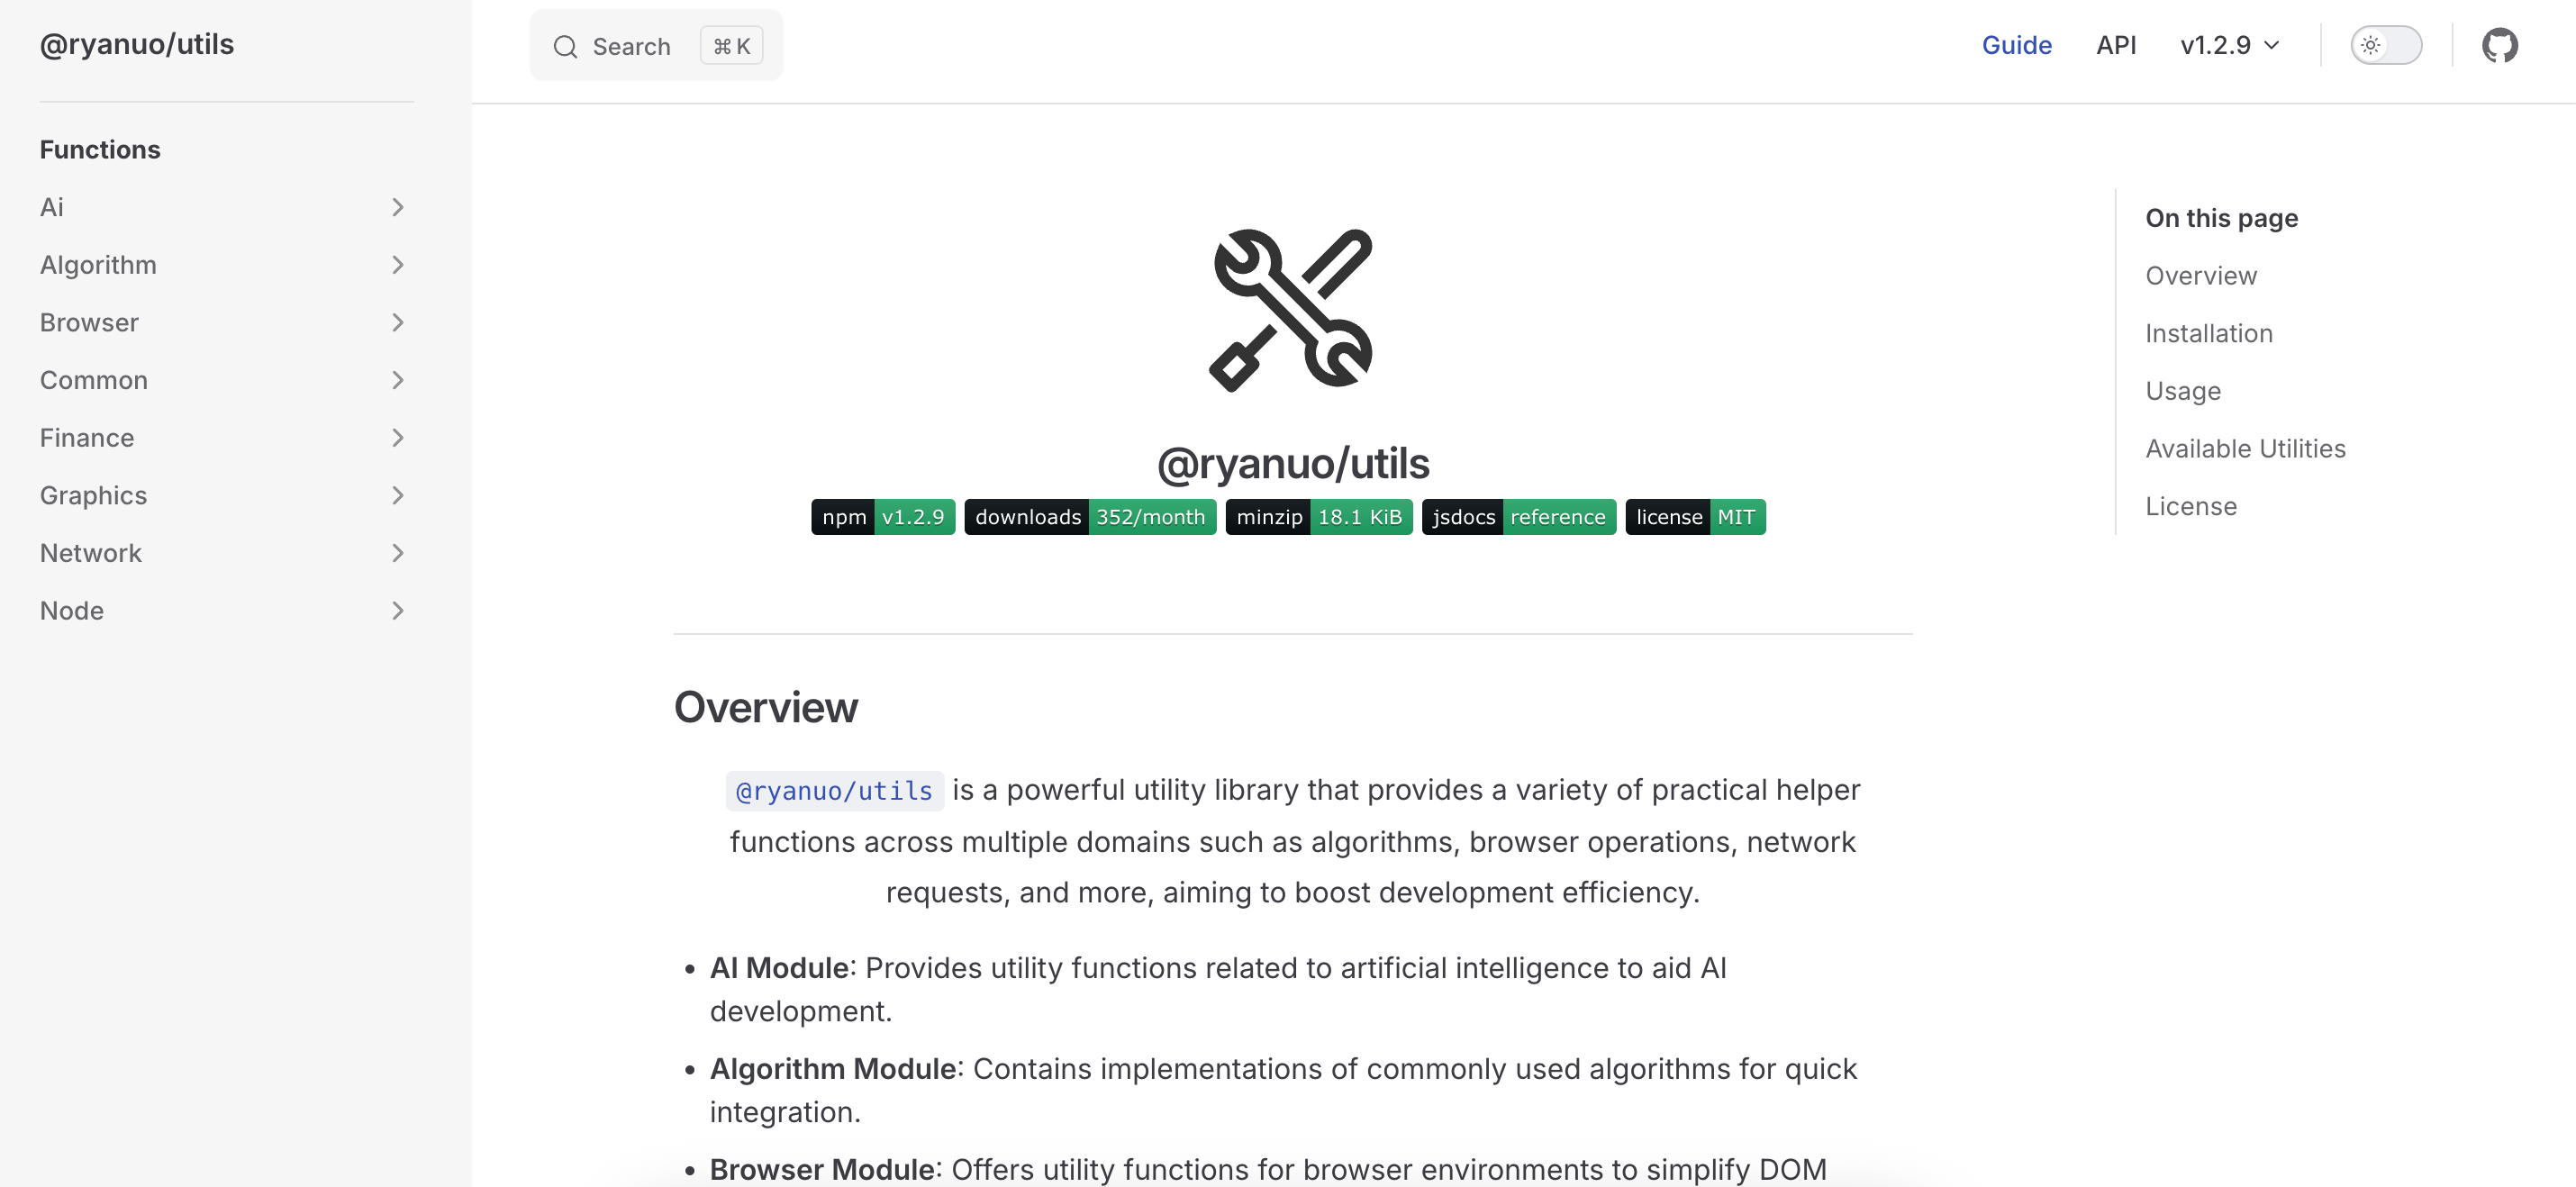 @ryanuo/utils
Functions
Ai
Algorithm
Browser
Common
Finance
Graphics
Network
Node
Search ⌘ K
Guide API v1.2.9
@ryanuo/utils
npm v1.2.9 downloads 352/month minzip 18.1 KiB jsdocs reference license MIT
Overview
@ryanuo/utils is a powerful utility library that provides a variety of practical helper
functions across multiple domains such as algorithms, browser operations, network
requests, and more, aiming to boost development efficiency.
• AI Module: Provides utility functions related to artificial intelligence to aid AI
development.
• Algorithm Module: Contains implementations of commonly used algorithms for quick
integration.
• Browser Module: Offers utility functions for browser environments to simplify DOM
On this page
Overview
Installation
Usage
Available Utilities
License